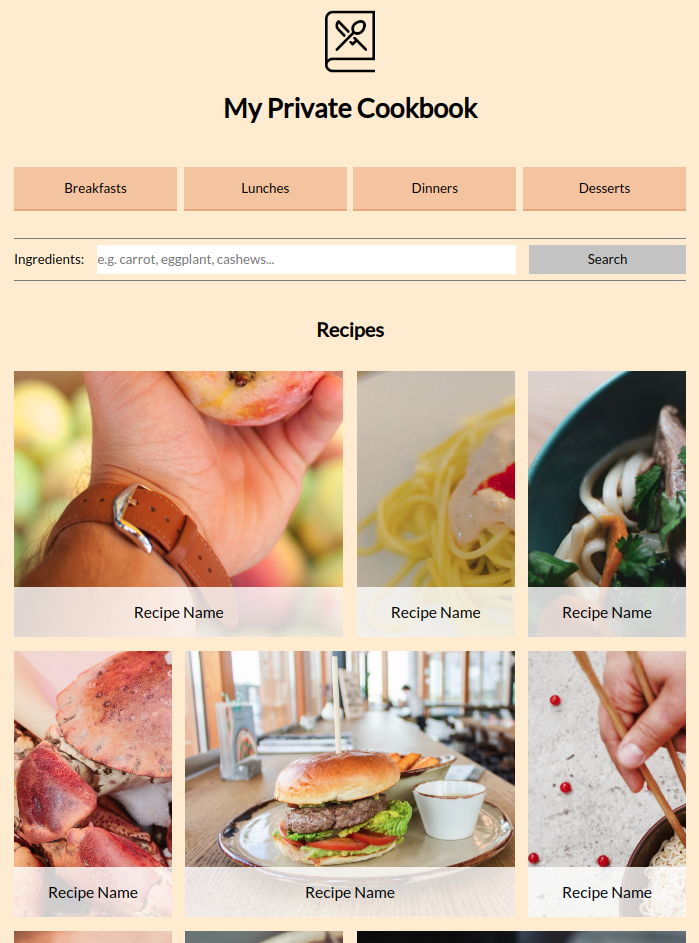 My Private Cookbook
Breakfasts Lunches Dinners Desserts
Ingredients: e.g. carrot, eggplant, cashews... Search
Recipes
Recipe Name Recipe Name Recipe Name
Recipe Name Recipe Name Recipe Name